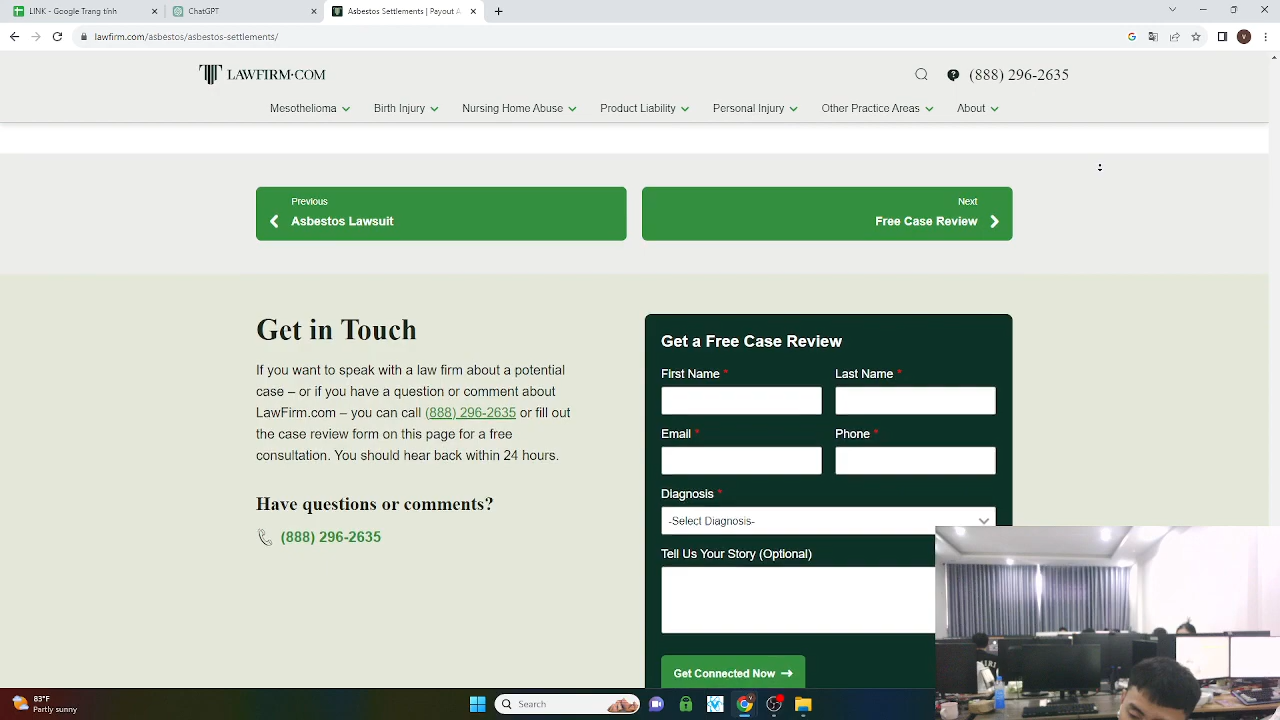 LINK - Google Trang tính
ChatGPT
Asbestos Settlements | Payout A
lawfirm.com/asbestos/asbestos-settlements/
LAWFIRM·COM
(888) 296-2635
Mesothelioma
Birth Injury
Nursing Home Abuse
Product Liability
Personal Injury
Other Practice Areas
About
Previous
Asbestos Lawsuit
Next
Free Case Review
Get in Touch
If you want to speak with a law firm about a potential
case – or if you have a question or comment about
LawFirm.com – you can call (888) 296-2635 or fill out
the case review form on this page for a free
consultation. You should hear back within 24 hours.
Have questions or comments?
(888) 296-2635
Get a Free Case Review
First Name *
Last Name *
Email *
Phone *
Diagnosis *
-Select Diagnosis-
Tell Us Your Story (Optional)
Get Connected Now
83°F
Partly sunny
Search